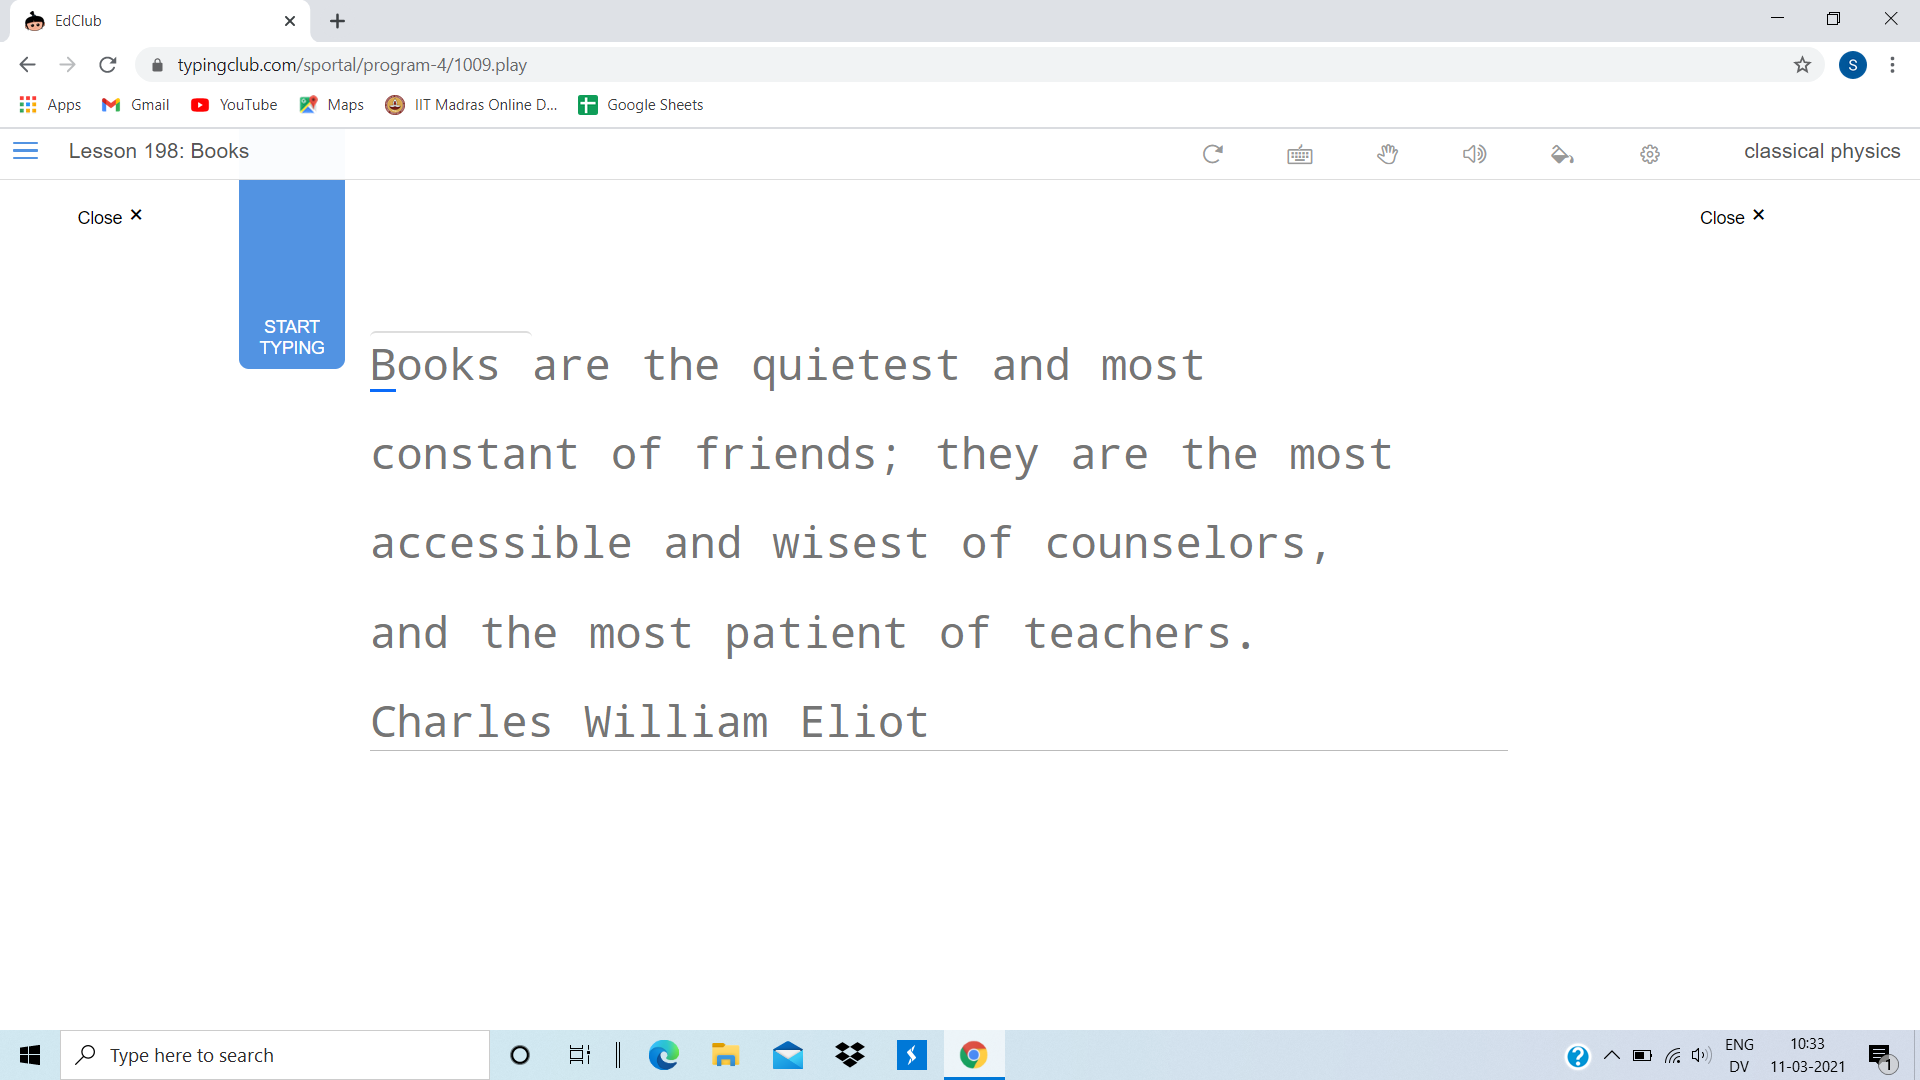 EdClub
typingclub.com/sportal/program-4/1009.play
S
Apps
Gmail
YouTube
Maps
IIT Madras Online D...
Google Sheets
Lesson 198: Books
classical physics
Close
Close
START
TYPING
Books are the quietest and most
constant of friends; they are the most
accessible and wisest of counselors,
and the most patient of teachers.
Charles William Eliot
Type here to search
ENG
DV
10:33
11-03-2021
1